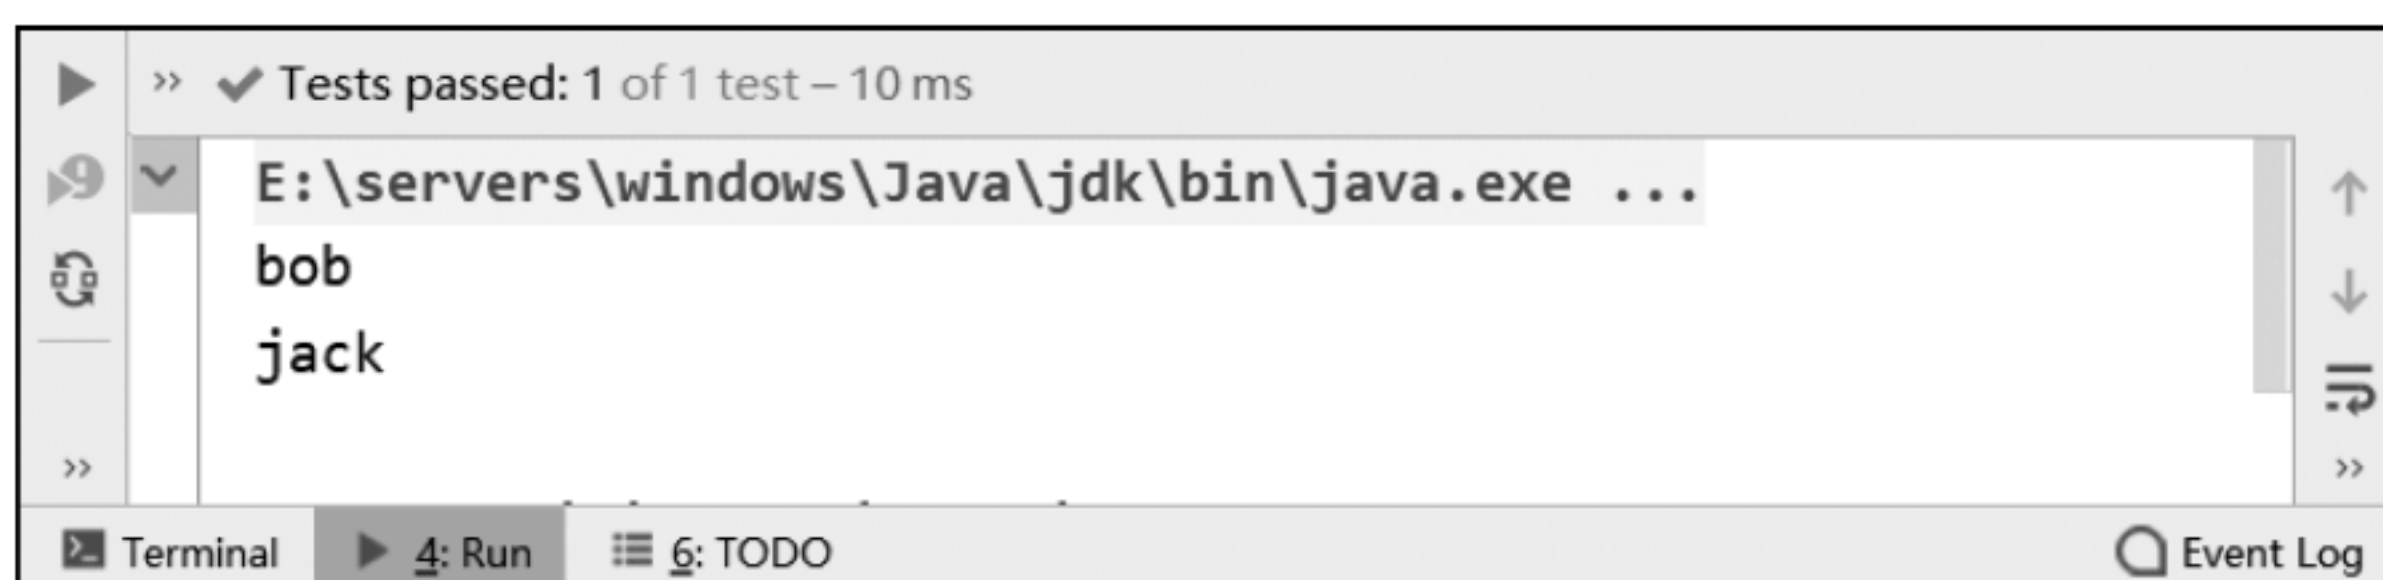 Tests passed: 1 of 1 test – 10 ms
E:\servers\windows\Java\jdk\bin\java.exe ...
bob
jack
Terminal
4: Run
6: TODO
Event Log